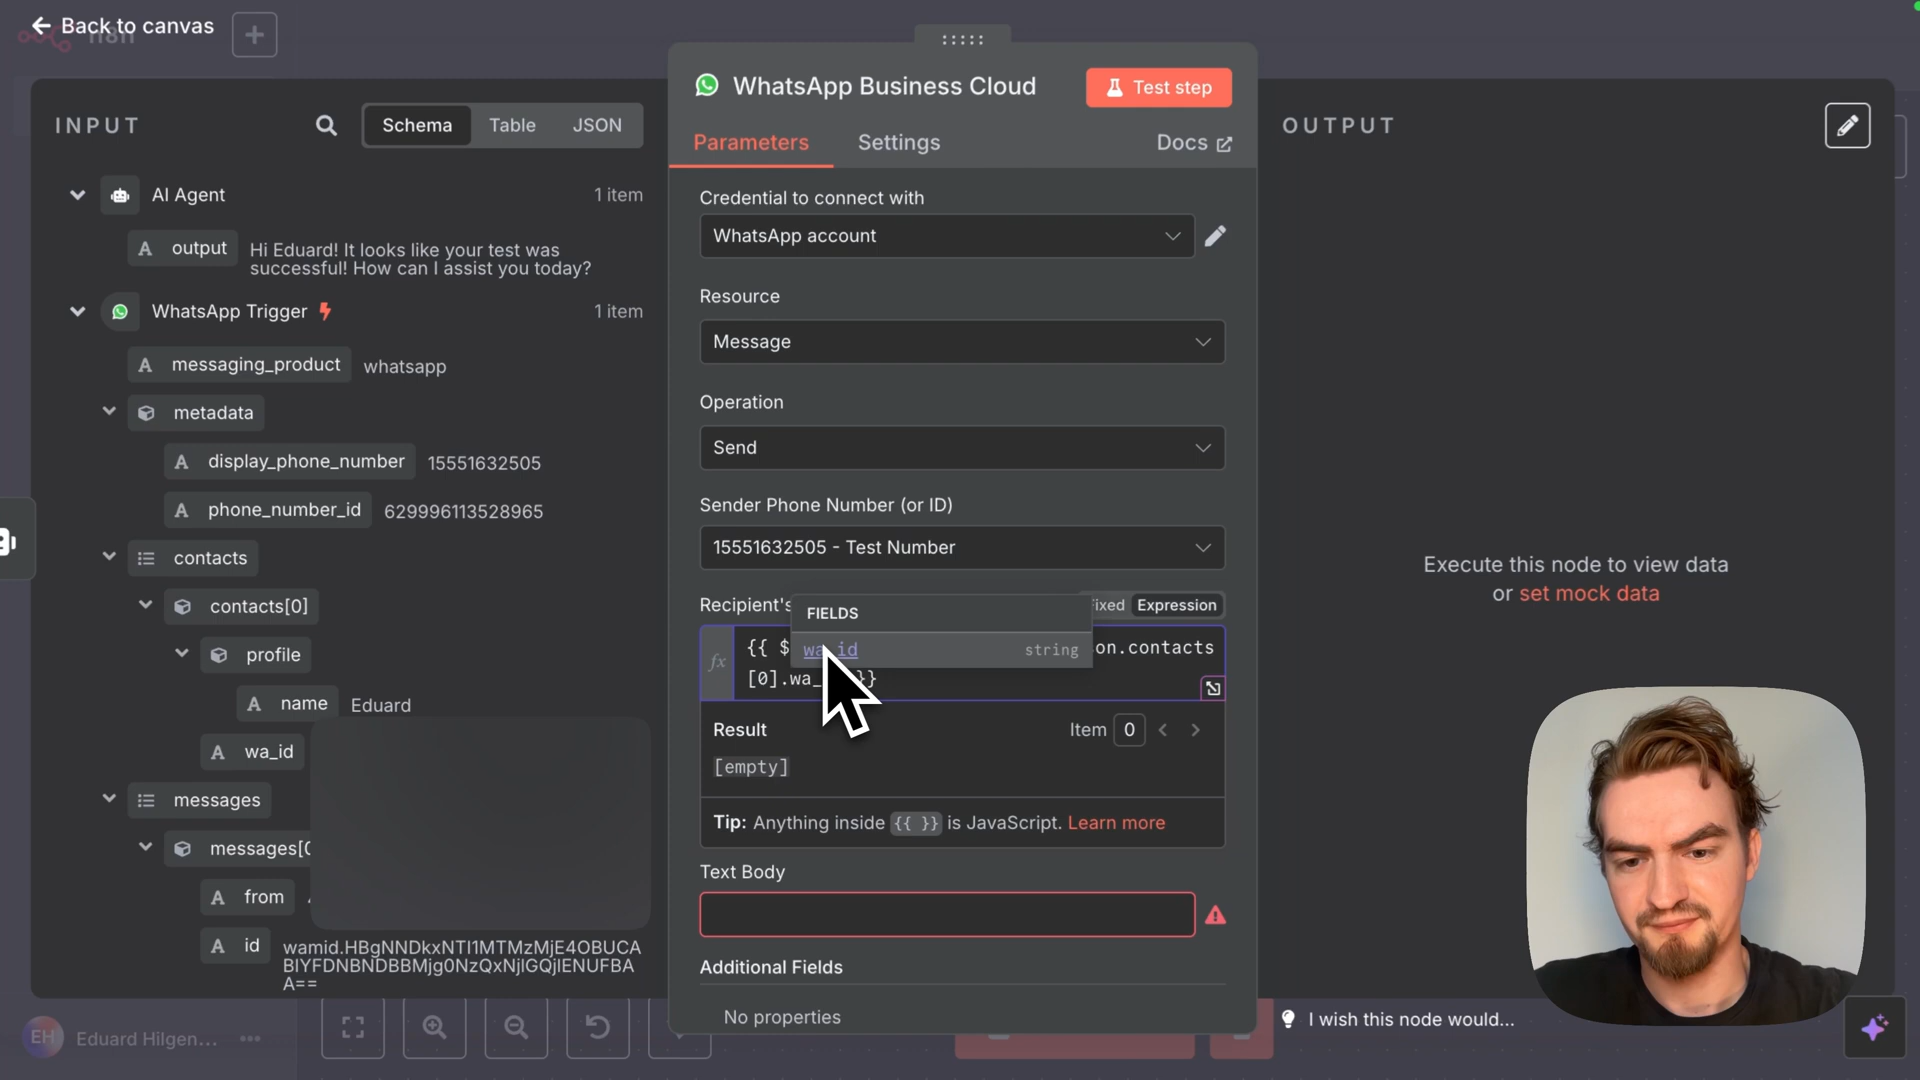 Back to canvas
n8n
INPUT
Schema
Table
JSON
AI Agent
1 item
output
Hi Eduard! It looks like your test was
successful! How can I assist you today?
WhatsApp Trigger
1 item
messaging_product
whatsapp
metadata
display_phone_number
15551632505
phone_number_id
629996113528965
contacts
contacts[0]
profile
name
Eduard
wa_id
messages
messages[0
from
id
wamid.HBgNNDkxNTI1MTMzMjE4OBUCA
BIYFDNBNDBBMjg0NzQxNjlGQjlENUFBA
A==
EH
Eduard Hilgen...
WhatsApp Business Cloud
Test step
Parameters
Settings
Docs
Credential to connect with
WhatsApp account
Resource
Message
Operation
Send
Sender Phone Number (or ID)
15551632505 - Test Number
Recipient's
Fixed
Expression
FIELDS
wa_id
string
fx
{{ $
on.contacts
[0].wa_ }}
Result
Item
0
[empty]
Tip: Anything inside {{ }} is JavaScript. Learn more
Text Body
Additional Fields
No properties
OUTPUT
Execute this node to view data
or set mock data
I wish this node would...